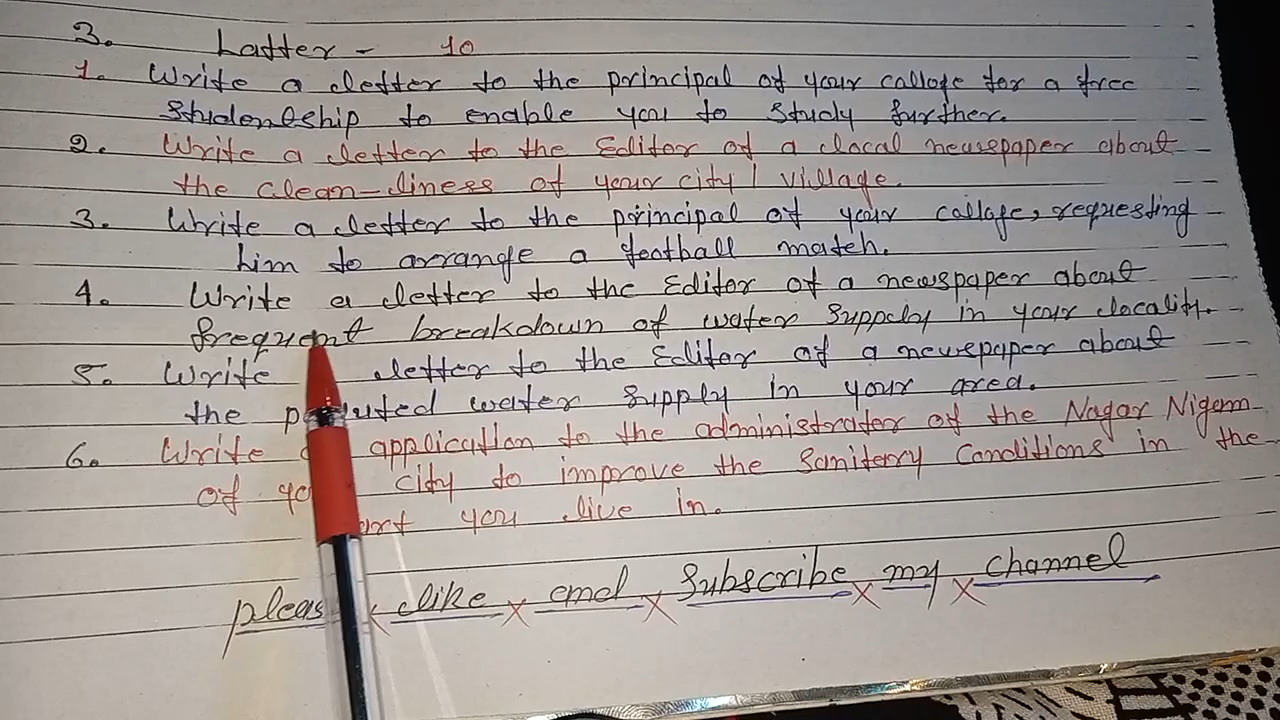 3. Latter - 10
1. Write a letter to the principal of your callofe for a free
studentship to enable you to study further.
2. Write a letter to the Editor of a local newspaper about
the clean-liness of your city / village.
3. Write a letter to the principal of your callofe, requesting
him to arrange a football match.
4. Write a letter to the Editor of a newspaper about
frequent breakdown of water supply in your locality.
5. Write letter to the Editor of a newspaper about
the water supply in your area.
6. Write application to the administrater of the Nagar Nigam
of city to improve the sanitery conditions in the
you live in.
like × and × subscribe × my × channel